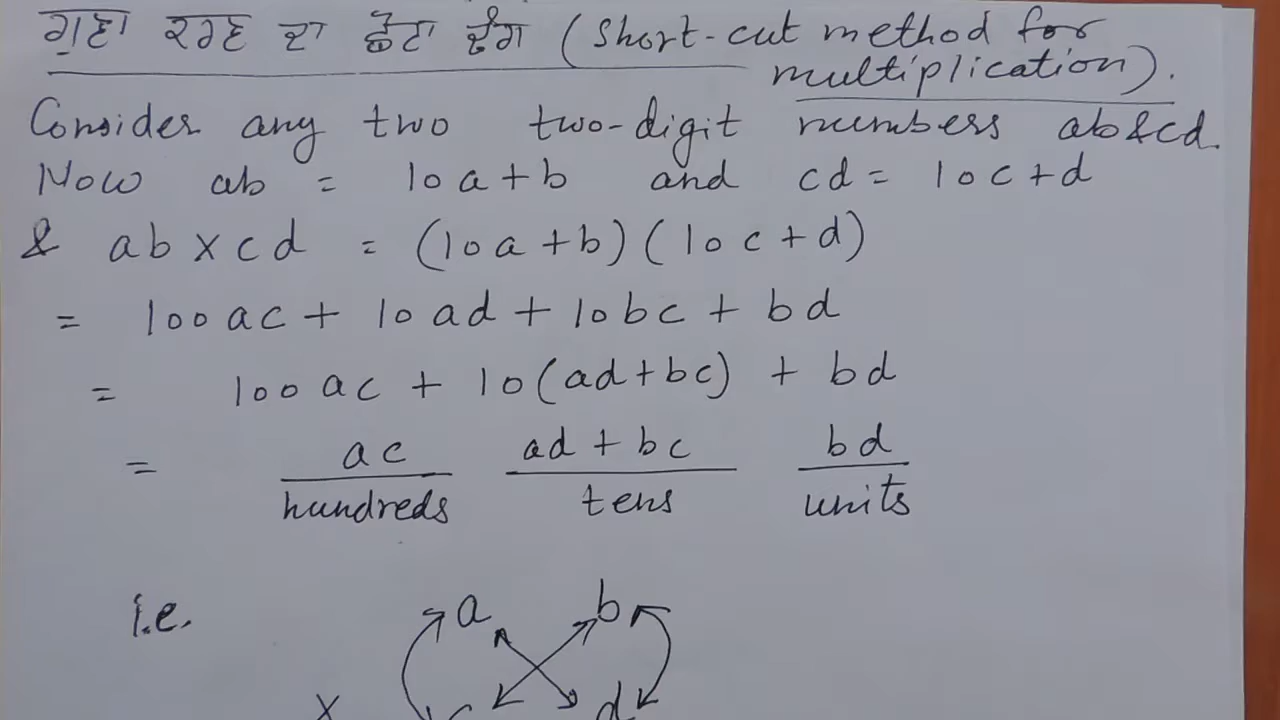 ਗੁਣਾ ਕਰਣ ਦਾ ਛੋਟਾ ਢੰਗ (Short-cut method for
multiplication).
Consider any two two-digit numbers ab&cd.
Now ab = 10a+b and cd = 10c+d
& ab×cd = (10a+b)(10c+d)
= 100ac + 10ad + 10bc + bd
= 100ac + 10(ad+bc) + bd
= ac ad + bc bd
hundreds tens units
i.e. a b
× c d